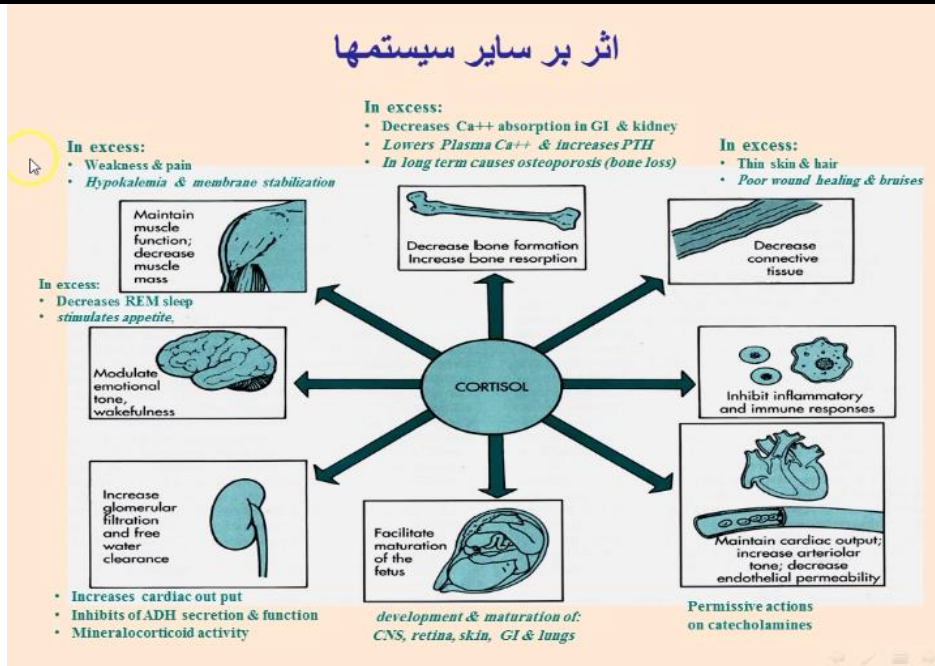 اثر بر سایر سیستمها
In excess:
• Decreases Ca++ absorption in GI & kidney
• Lowers Plasma Ca++ & increases PTH
• In long term causes osteoporosis (bone loss)
In excess:
• Weakness & pain
• Hypokalemia & membrane stabilization
In excess:
• Thin skin & hair
• Poor wound healing & bruises
Maintain
muscle
function;
decrease
muscle
mass
Decrease bone formation
Increase bone resorption
Decrease
connective
tissue
In excess:
• Decreases REM sleep
• stimulates appetite,
Modulate
emotional
tone,
wakefulness
CORTISOL
Inhibit inflammatory
and immune responses
Increase
glomerular
filtration
and free
water
clearance
Facilitate
maturation
of the
fetus
Maintain cardiac output;
increase arteriolar
tone; decrease
endothelial permeability
• Increases cardiac out put
• Inhibits of ADH secretion & function
• Mineralocorticoid activity
development & maturation of:
CNS, retina, skin, GI & lungs
Permissive actions
on catecholamines